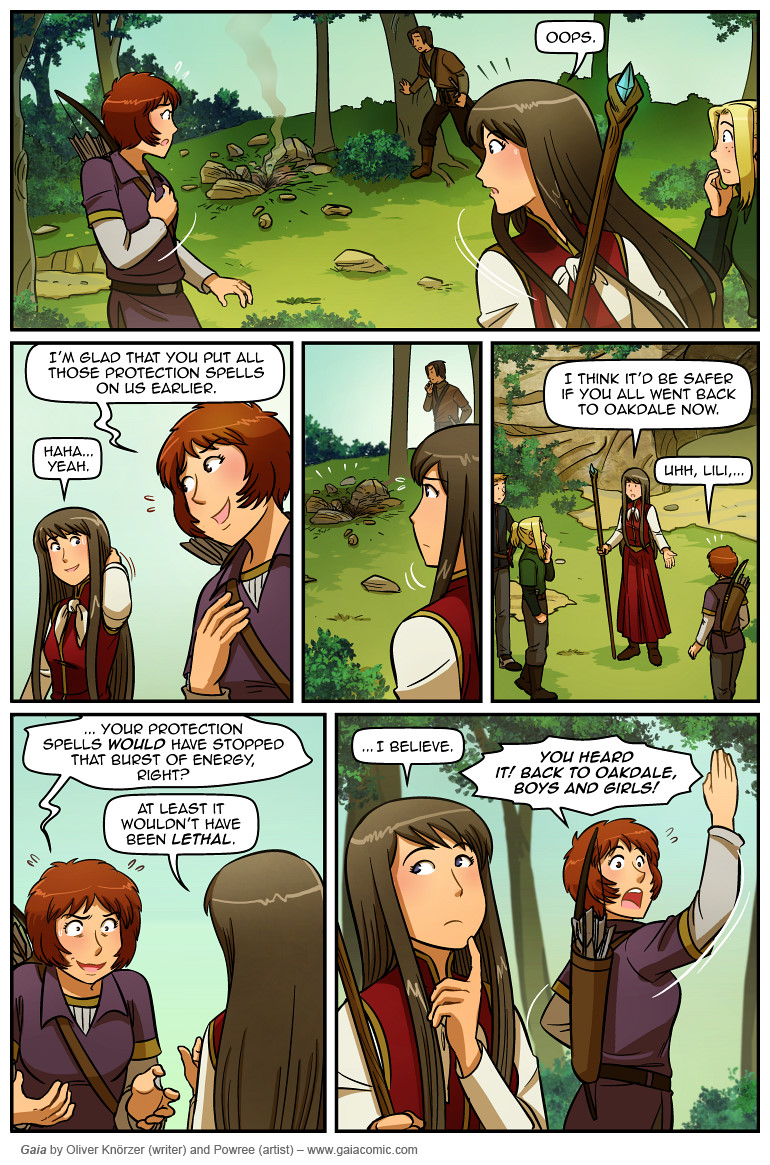 OOPS.
I'M GLAD THAT YOU PUT ALL
THOSE PROTECTION SPELLS
ON US EARLIER.
HAHA...
YEAH.
I THINK IT'D BE SAFER
IF YOU ALL WENT BACK
TO OAKDALE NOW.
UHH, LILI,...
... YOUR PROTECTION
SPELLS WOULD HAVE STOPPED
THAT BURST OF ENERGY,
RIGHT?
AT LEAST IT
WOULDN'T HAVE
BEEN LETHAL.
...I BELIEVE.
YOU HEARD
IT! BACK TO OAKDALE,
BOYS AND GIRLS!
Gaia by Oliver Knörzer (writer) and Powree (artist) – www.gaiacomic.com